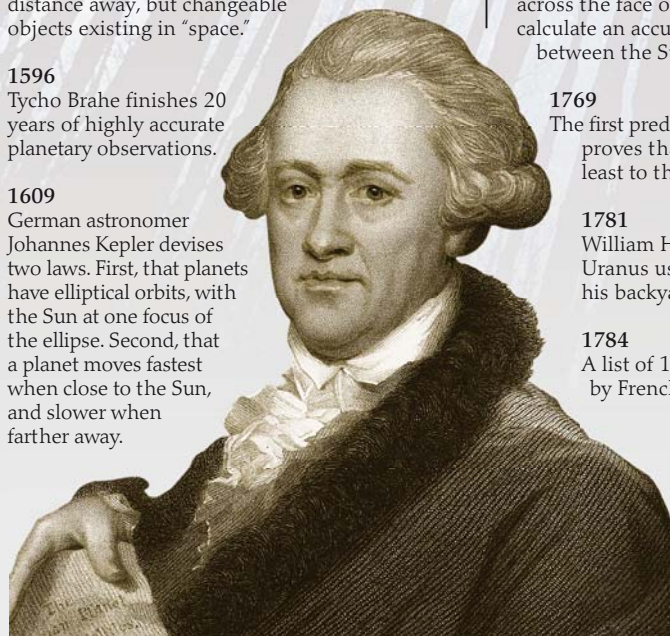 distance away, but changeable
objects existing in “space.”
1596
Tycho Brahe finishes 20
years of highly accurate
planetary observations.
1609
German astronomer
Johannes Kepler devises
two laws. First, that planets
have elliptical orbits, with
the Sun at one focus of
the ellipse. Second, that
a planet moves fastest
when close to the Sun,
and slower when
farther away.
across the face o
calculate an accu
between the S
1769
The first pred
proves tha
least to th
1781
William H
Uranus us
his backya
1784
A list of 1
by French
The
Planet